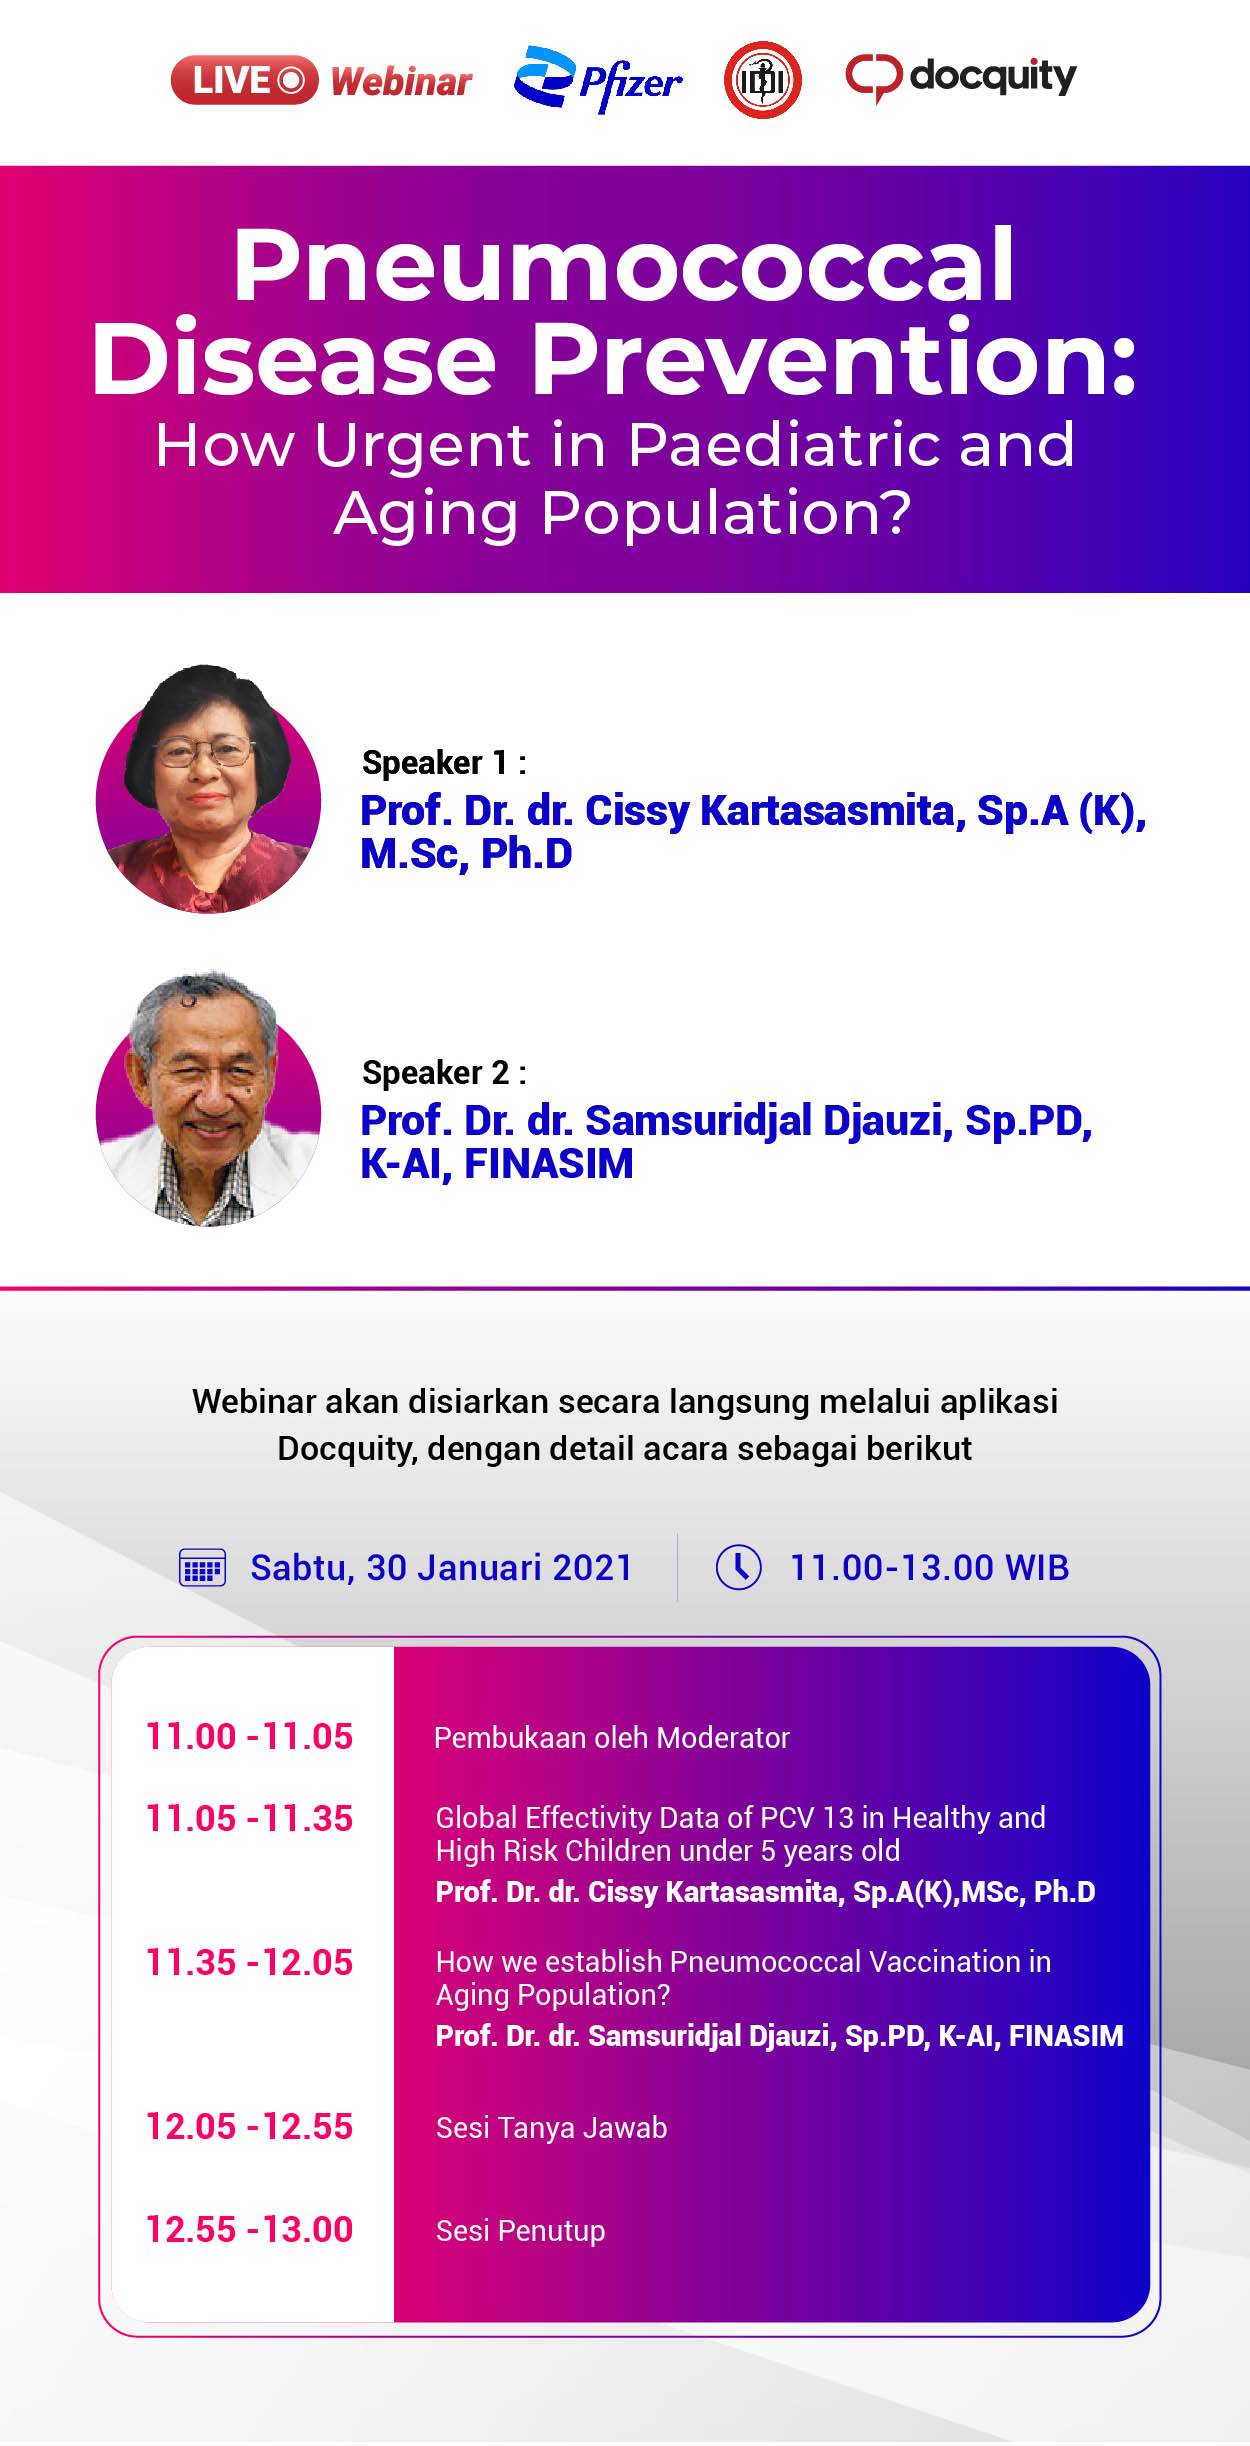 LIVE Webinar Pfizer IDI docquity
Pneumococcal
Disease Prevention:
How Urgent in Paediatric and
Aging Population?
Speaker 1 :
Prof. Dr. dr. Cissy Kartasasmita, Sp.A (K),
M.Sc, Ph.D
Speaker 2 :
Prof. Dr. dr. Samsuridjal Djauzi, Sp.PD,
K-AI, FINASIM
Webinar akan disiarkan secara langsung melalui aplikasi
Docquity, dengan detail acara sebagai berikut
Sabtu, 30 Januari 2021 11.00-13.00 WIB
11.00 -11.05 Pembukaan oleh Moderator
11.05 -11.35 Global Effectivity Data of PCV 13 in Healthy and
High Risk Children under 5 years old
Prof. Dr. dr. Cissy Kartasasmita, Sp.A(K),MSc, Ph.D
11.35 -12.05 How we establish Pneumococcal Vaccination in
Aging Population?
Prof. Dr. dr. Samsuridjal Djauzi, Sp.PD, K-AI, FINASIM
12.05 -12.55 Sesi Tanya Jawab
12.55 -13.00 Sesi Penutup